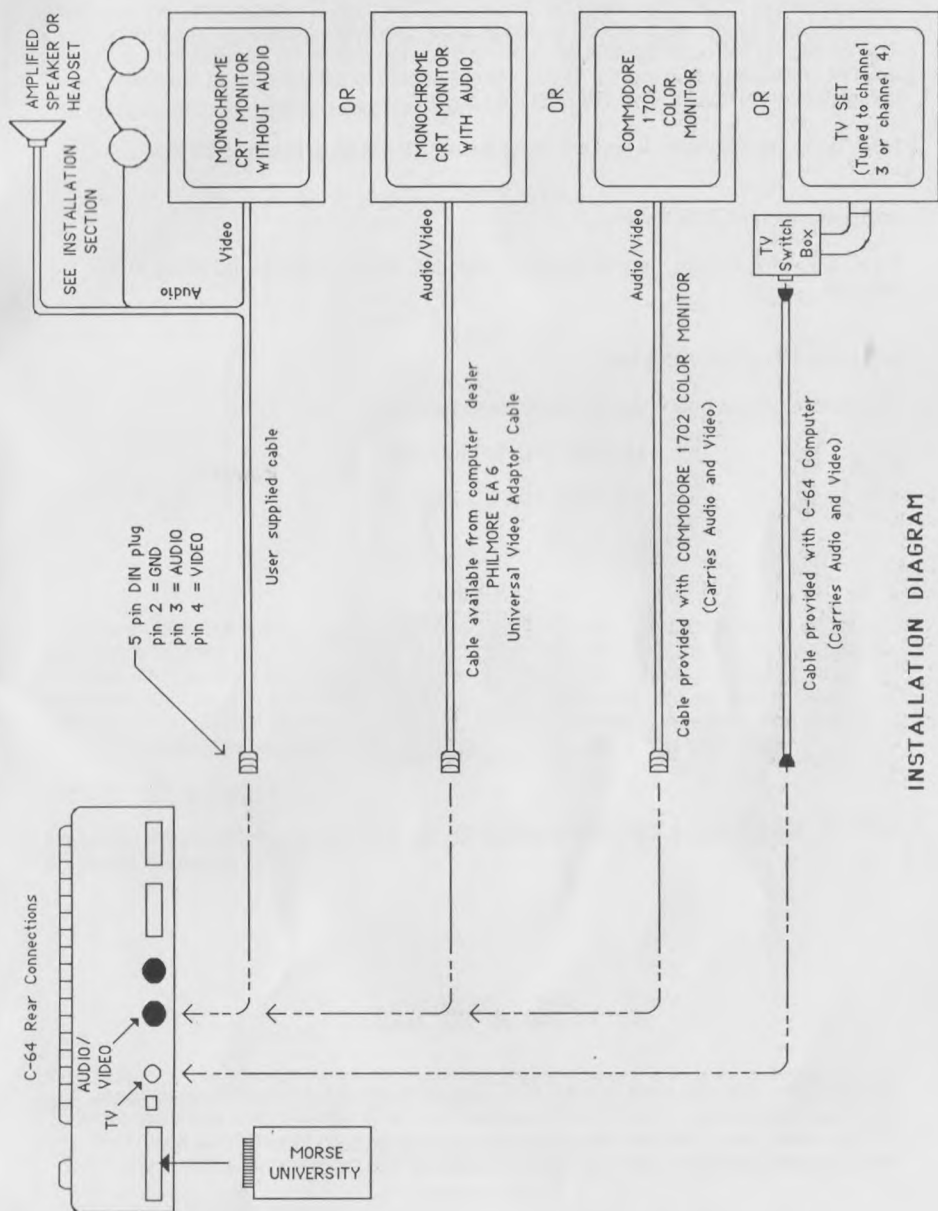 C-64 Rear Connections
TV
AUDIO/
VIDEO
MORSE
UNIVERSITY
5 pin DIN plug
pin 2 = GND
pin 3 = AUDIO
pin 4 = VIDEO
User supplied cable
SEE INSTALLATION
SECTION
Audio
Video
AMPLIFIED
SPEAKER OR
HEADSET
MONOCHROME
CRT MONITOR
WITHOUT AUDIO
OR
Cable available from computer dealer
PHILMORE EA 6
Universal Video Adaptor Cable
Audio/Video
MONOCHROME
CRT MONITOR
WITH AUDIO
OR
Cable provided with COMMODORE 1702 COLOR MONITOR
(Carries Audio and Video)
Audio/Video
COMMODORE
1702
COLOR
MONITOR
OR
Cable provided with C-64 Computer
(Carries Audio and Video)
TV
Switch
Box
TV SET
(Tuned to channel
3 or channel 4)
INSTALLATION DIAGRAM